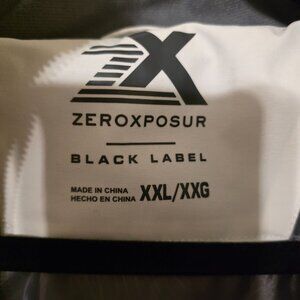 ZX
ZEROXPOSUR
BLACK LABEL
MADE IN CHINA
HECHO EN CHINA
XXL/XXG